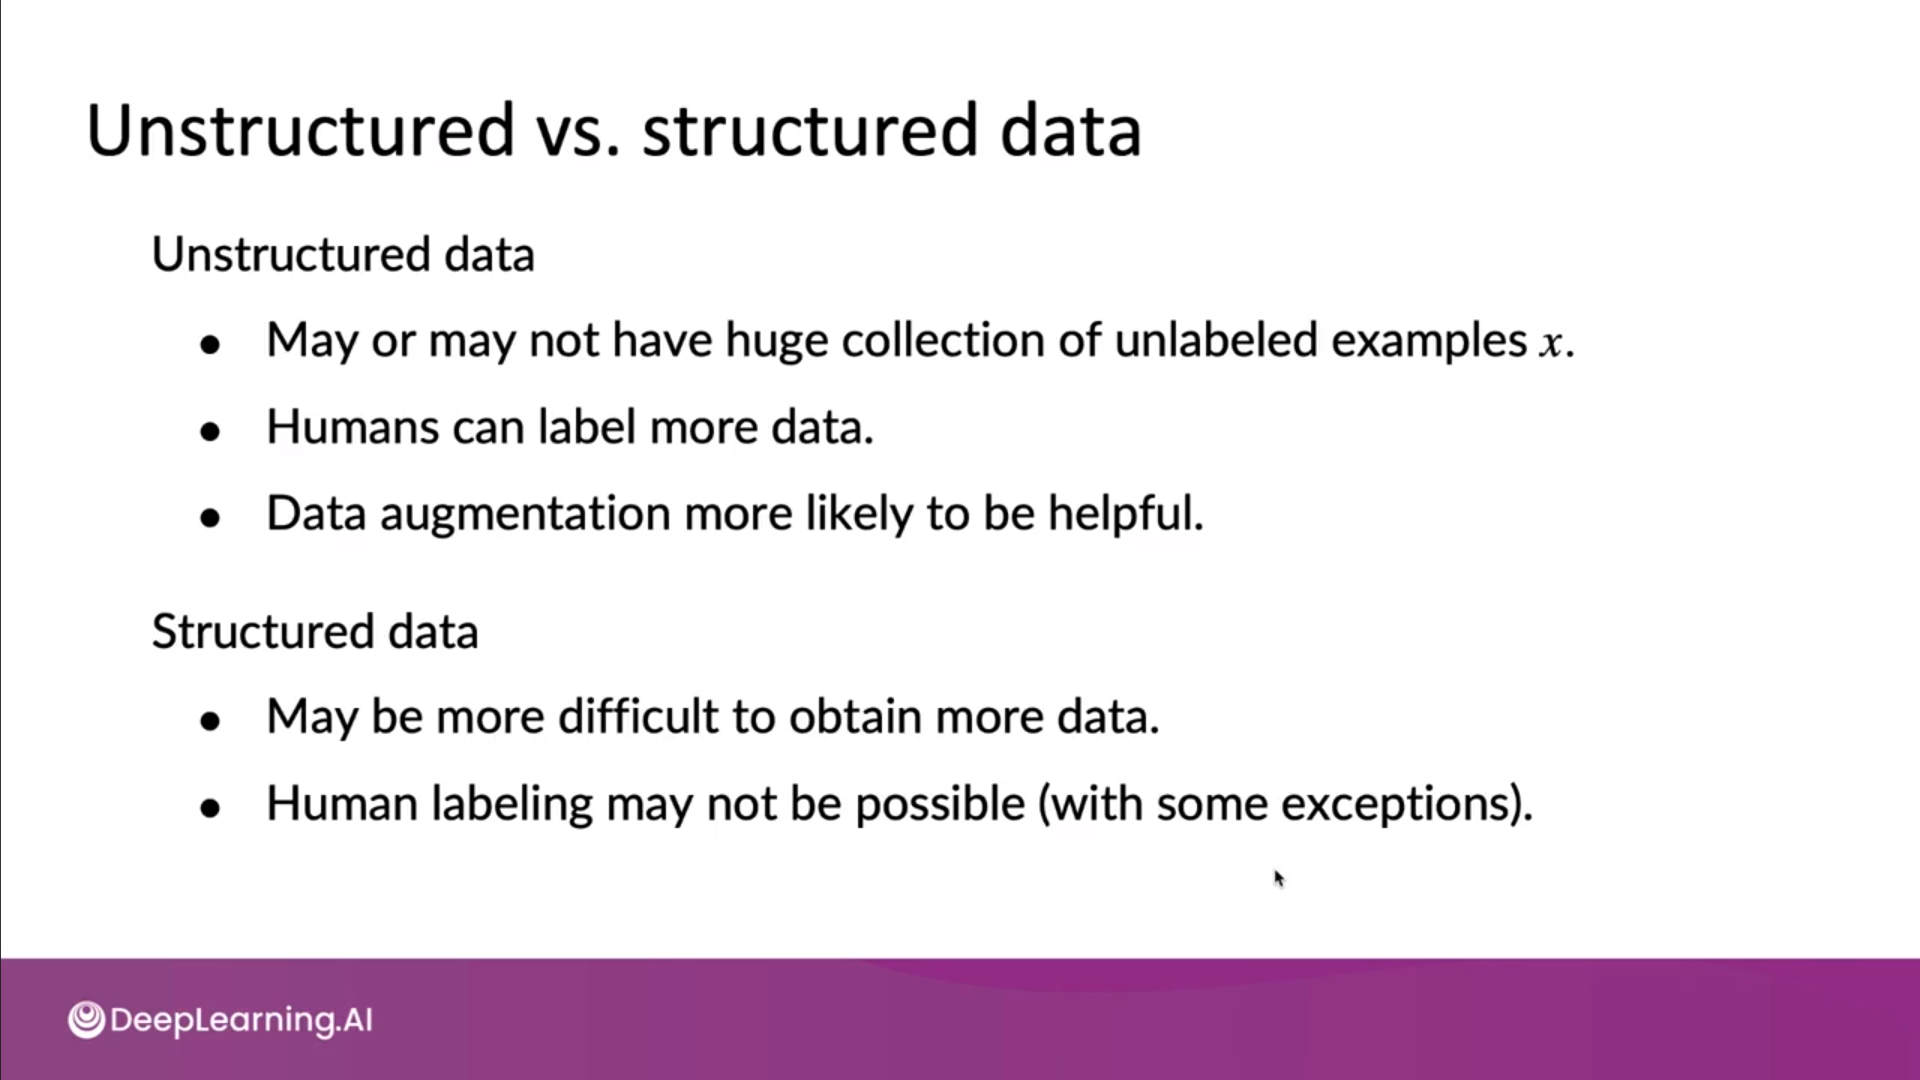 Unstructured vs. structured data
Unstructured data
● May or may not have huge collection of unlabeled examples x.
● Humans can label more data.
● Data augmentation more likely to be helpful.
Structured data
● May be more difficult to obtain more data.
● Human labeling may not be possible (with some exceptions).
DeepLearning.AI